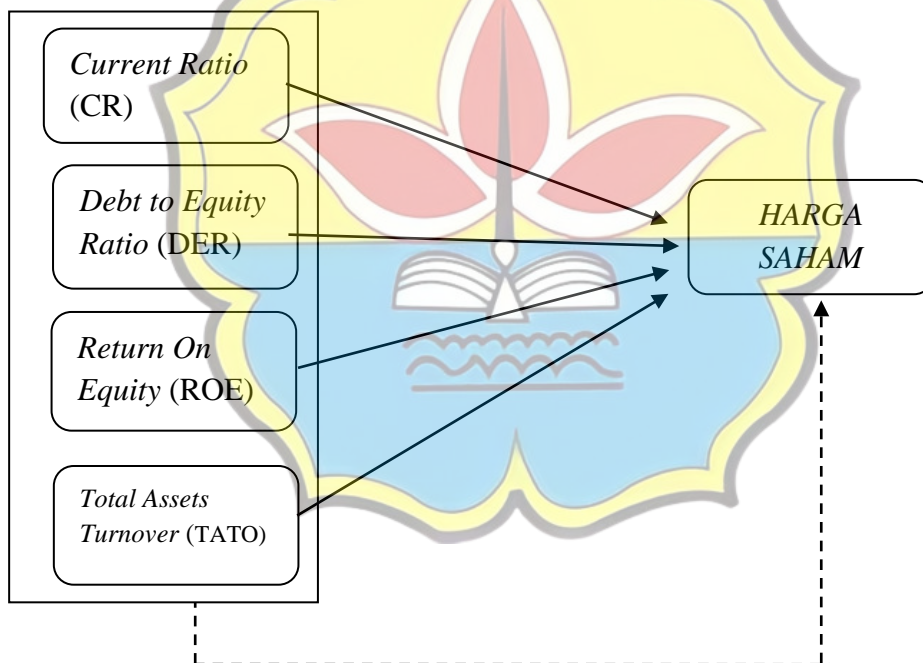 Current Ratio
(CR)
Debt to Equity
Ratio (DER)
Return On
Equity (ROE)
Total Assets
Turnover (TATO)
HARGA
SAHAM